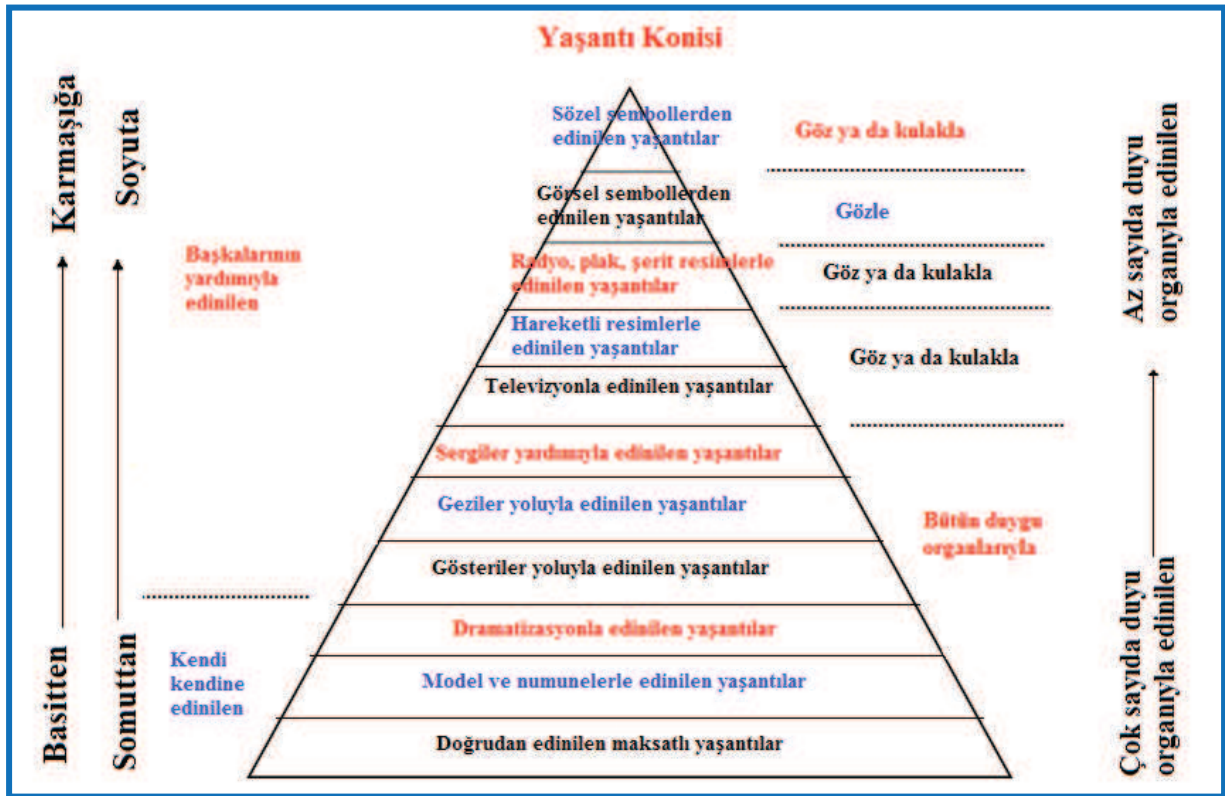 Yaşantı Konisi
Karmaşığa
Soyuta
Basitten
Somuttan
Başkalarının
yardımıyla
edinilen
Kendi
kendine
edinilen
Sözel sembollerden
edinilen yaşantılar
Görsel sembollerden
edinilen yaşantılar
Radyo, plak, şerit resimlerle
edinilen yaşantılar
Hareketli resimlerle
edinilen yaşantılar
Televizyonla edinilen yaşantılar
Sergiler yardımıyla edinilen yaşantılar
Geziler yoluyla edinilen yaşantılar
Gösteriler yoluyla edinilen yaşantılar
Dramatizasyonla edinilen yaşantılar
Model ve numunelerle edinilen yaşantılar
Doğrudan edinilen maksatlı yaşantılar
Göz ya da kulakla
Gözle
Göz ya da kulakla
Göz ya da kulakla
Bütün duygu
organlarıyla
Az sayıda duyu
organıyla edinilen
Çok sayıda duyu
organıyla edinilen